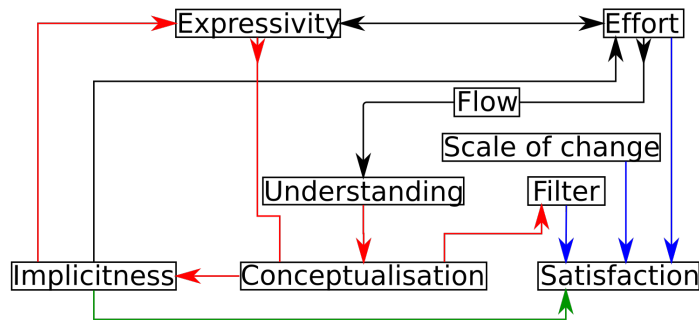 Expressivity
Effort
Flow
Scale of change
Understanding
Filter
Implicitness
Conceptualisation
Satisfaction